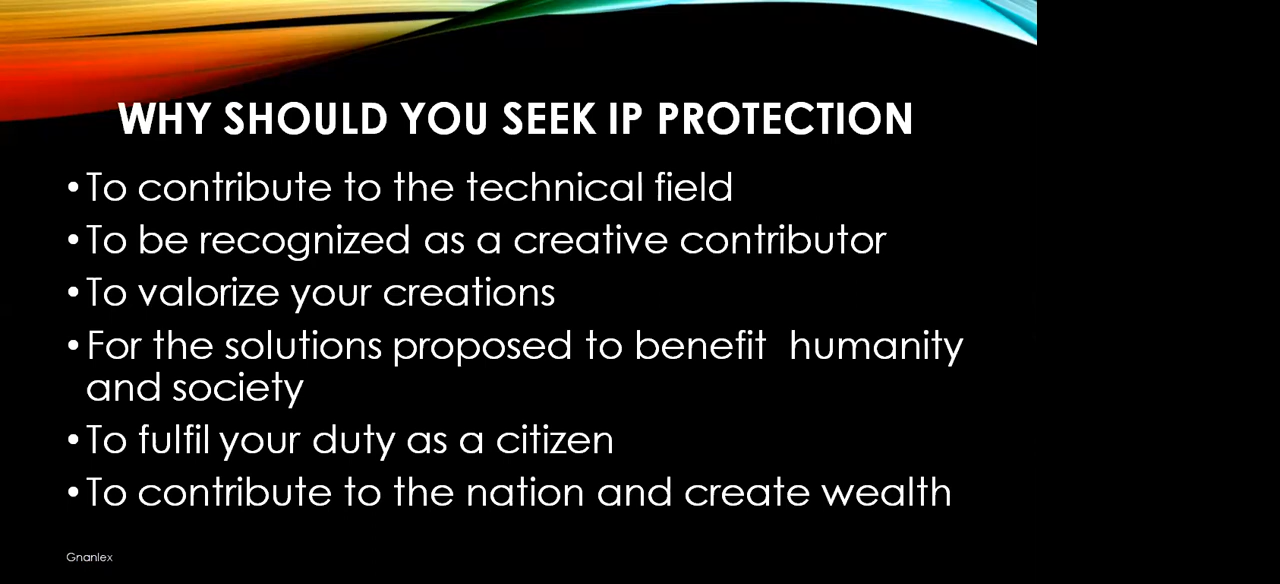 WHY SHOULD YOU SEEK IP PROTECTION
•To contribute to the technical field
•To be recognized as a creative contributor
•To valorize your creations
•For the solutions proposed to benefit  humanity
and society
•To fulfil your duty as a citizen
•To contribute to the nation and create wealth
Gnanlex